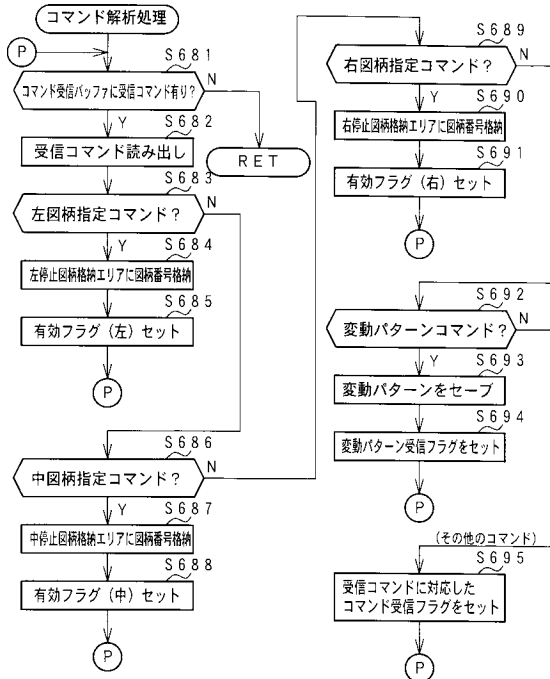 コマンド解析処理
P
S681
コマンド受信バッファに受信コマンド有り?
N
Y
S682
受信コマンド読み出し
RET
S683
左図柄指定コマンド?
N
Y
S684
左停止図柄格納エリアに図柄番号格納
S685
有効フラグ(左)セット
P
S686
中図柄指定コマンド?
N
Y
S687
中停止図柄格納エリアに図柄番号格納
S688
有効フラグ(中)セット
P
S689
右図柄指定コマンド?
N
Y
S690
右停止図柄格納エリアに図柄番号格納
S691
有効フラグ(右)セット
P
S692
変動パターンコマンド?
N
Y
S693
変動パターンをセーブ
S694
変動パターン受信フラグをセット
P
(その他のコマンド)
S695
受信コマンドに対応した
コマンド受信フラグをセット
P